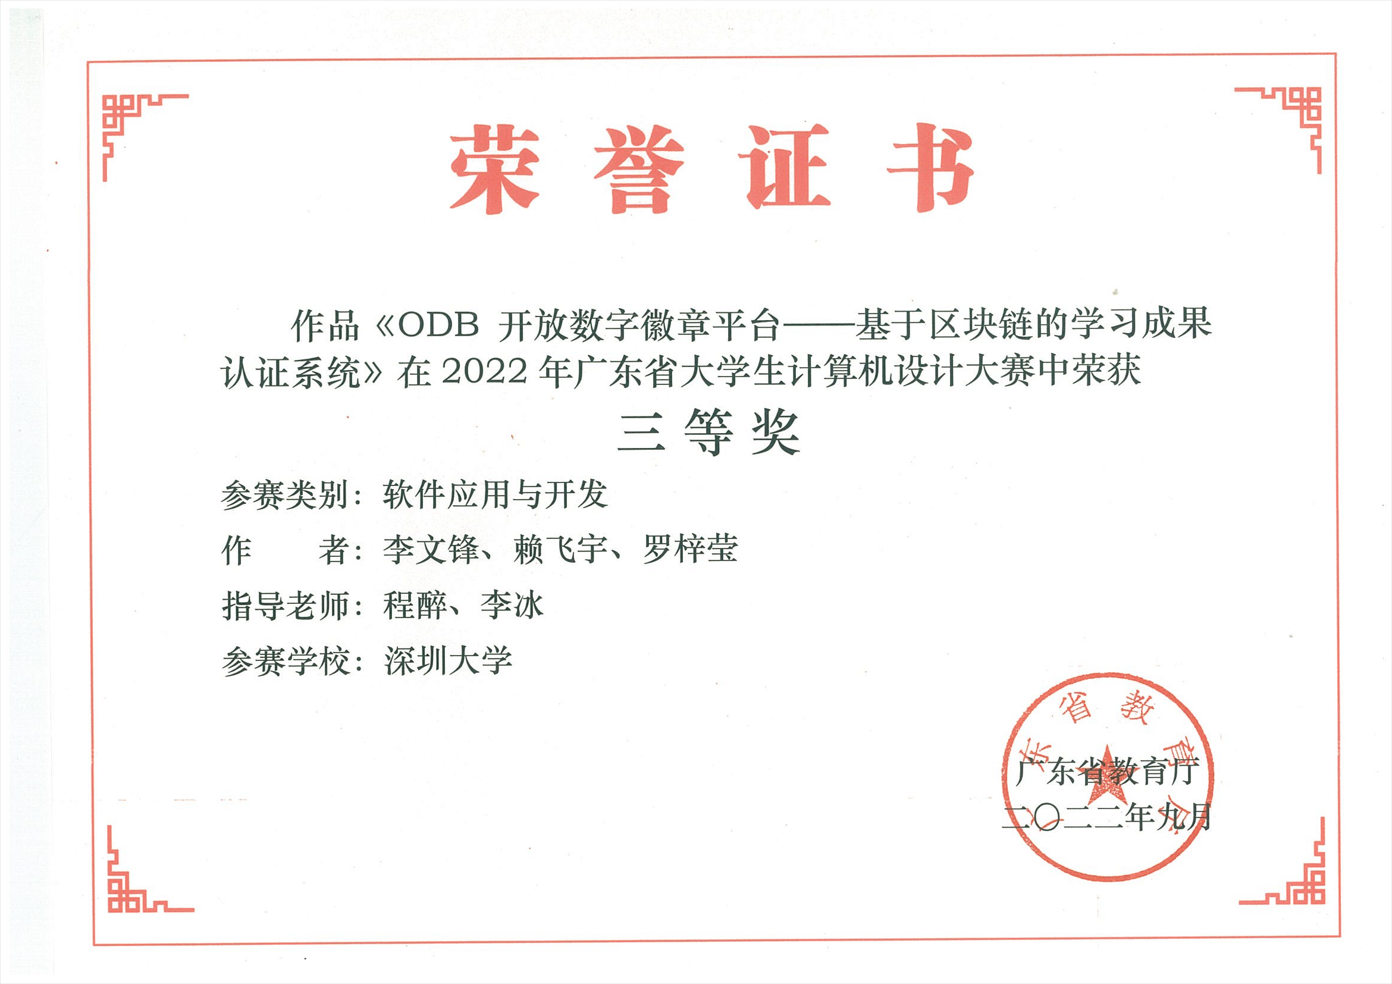 荣誉证书
作品《ODB 开放数字徽章平台——基于区块链的学习成果
认证系统》在 2022 年广东省大学生计算机设计大赛中荣获
三等奖
参赛类别：软件应用与开发
作　　者：李文锋、赖飞宇、罗梓莹
指导老师：程醉、李冰
参赛学校：深圳大学
广东省教育厅
广东省教育厅
二〇二二年九月